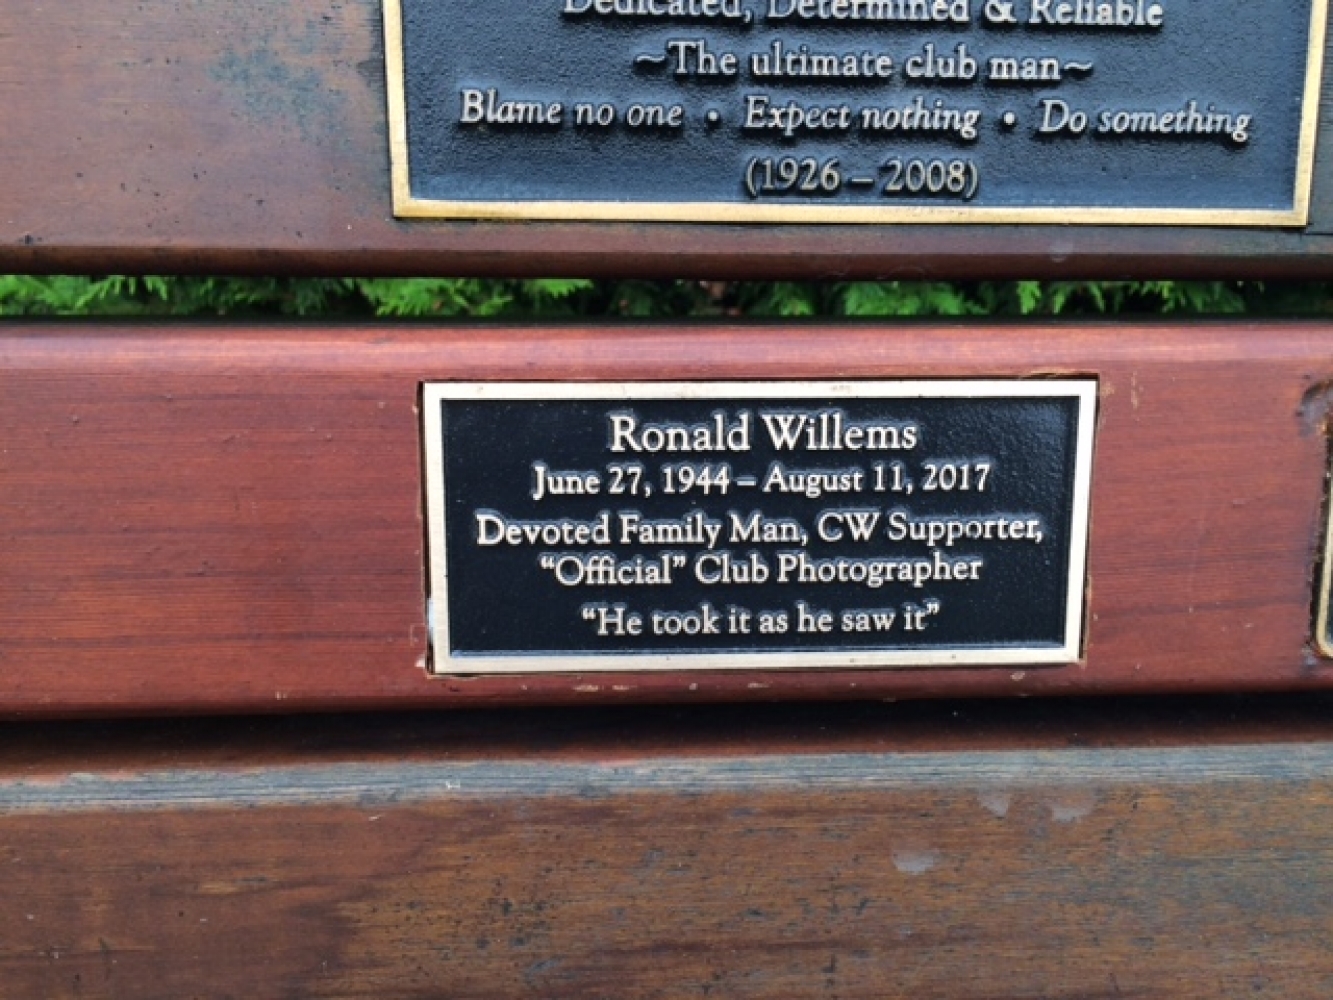 Dedicated, Determined & Reliable
~The ultimate club man~
Blame no one • Expect nothing • Do something
(1926 – 2008)
Ronald Willems
June 27, 1944 – August 11, 2017
Devoted Family Man, CW Supporter,
“Official” Club Photographer
“He took it as he saw it”